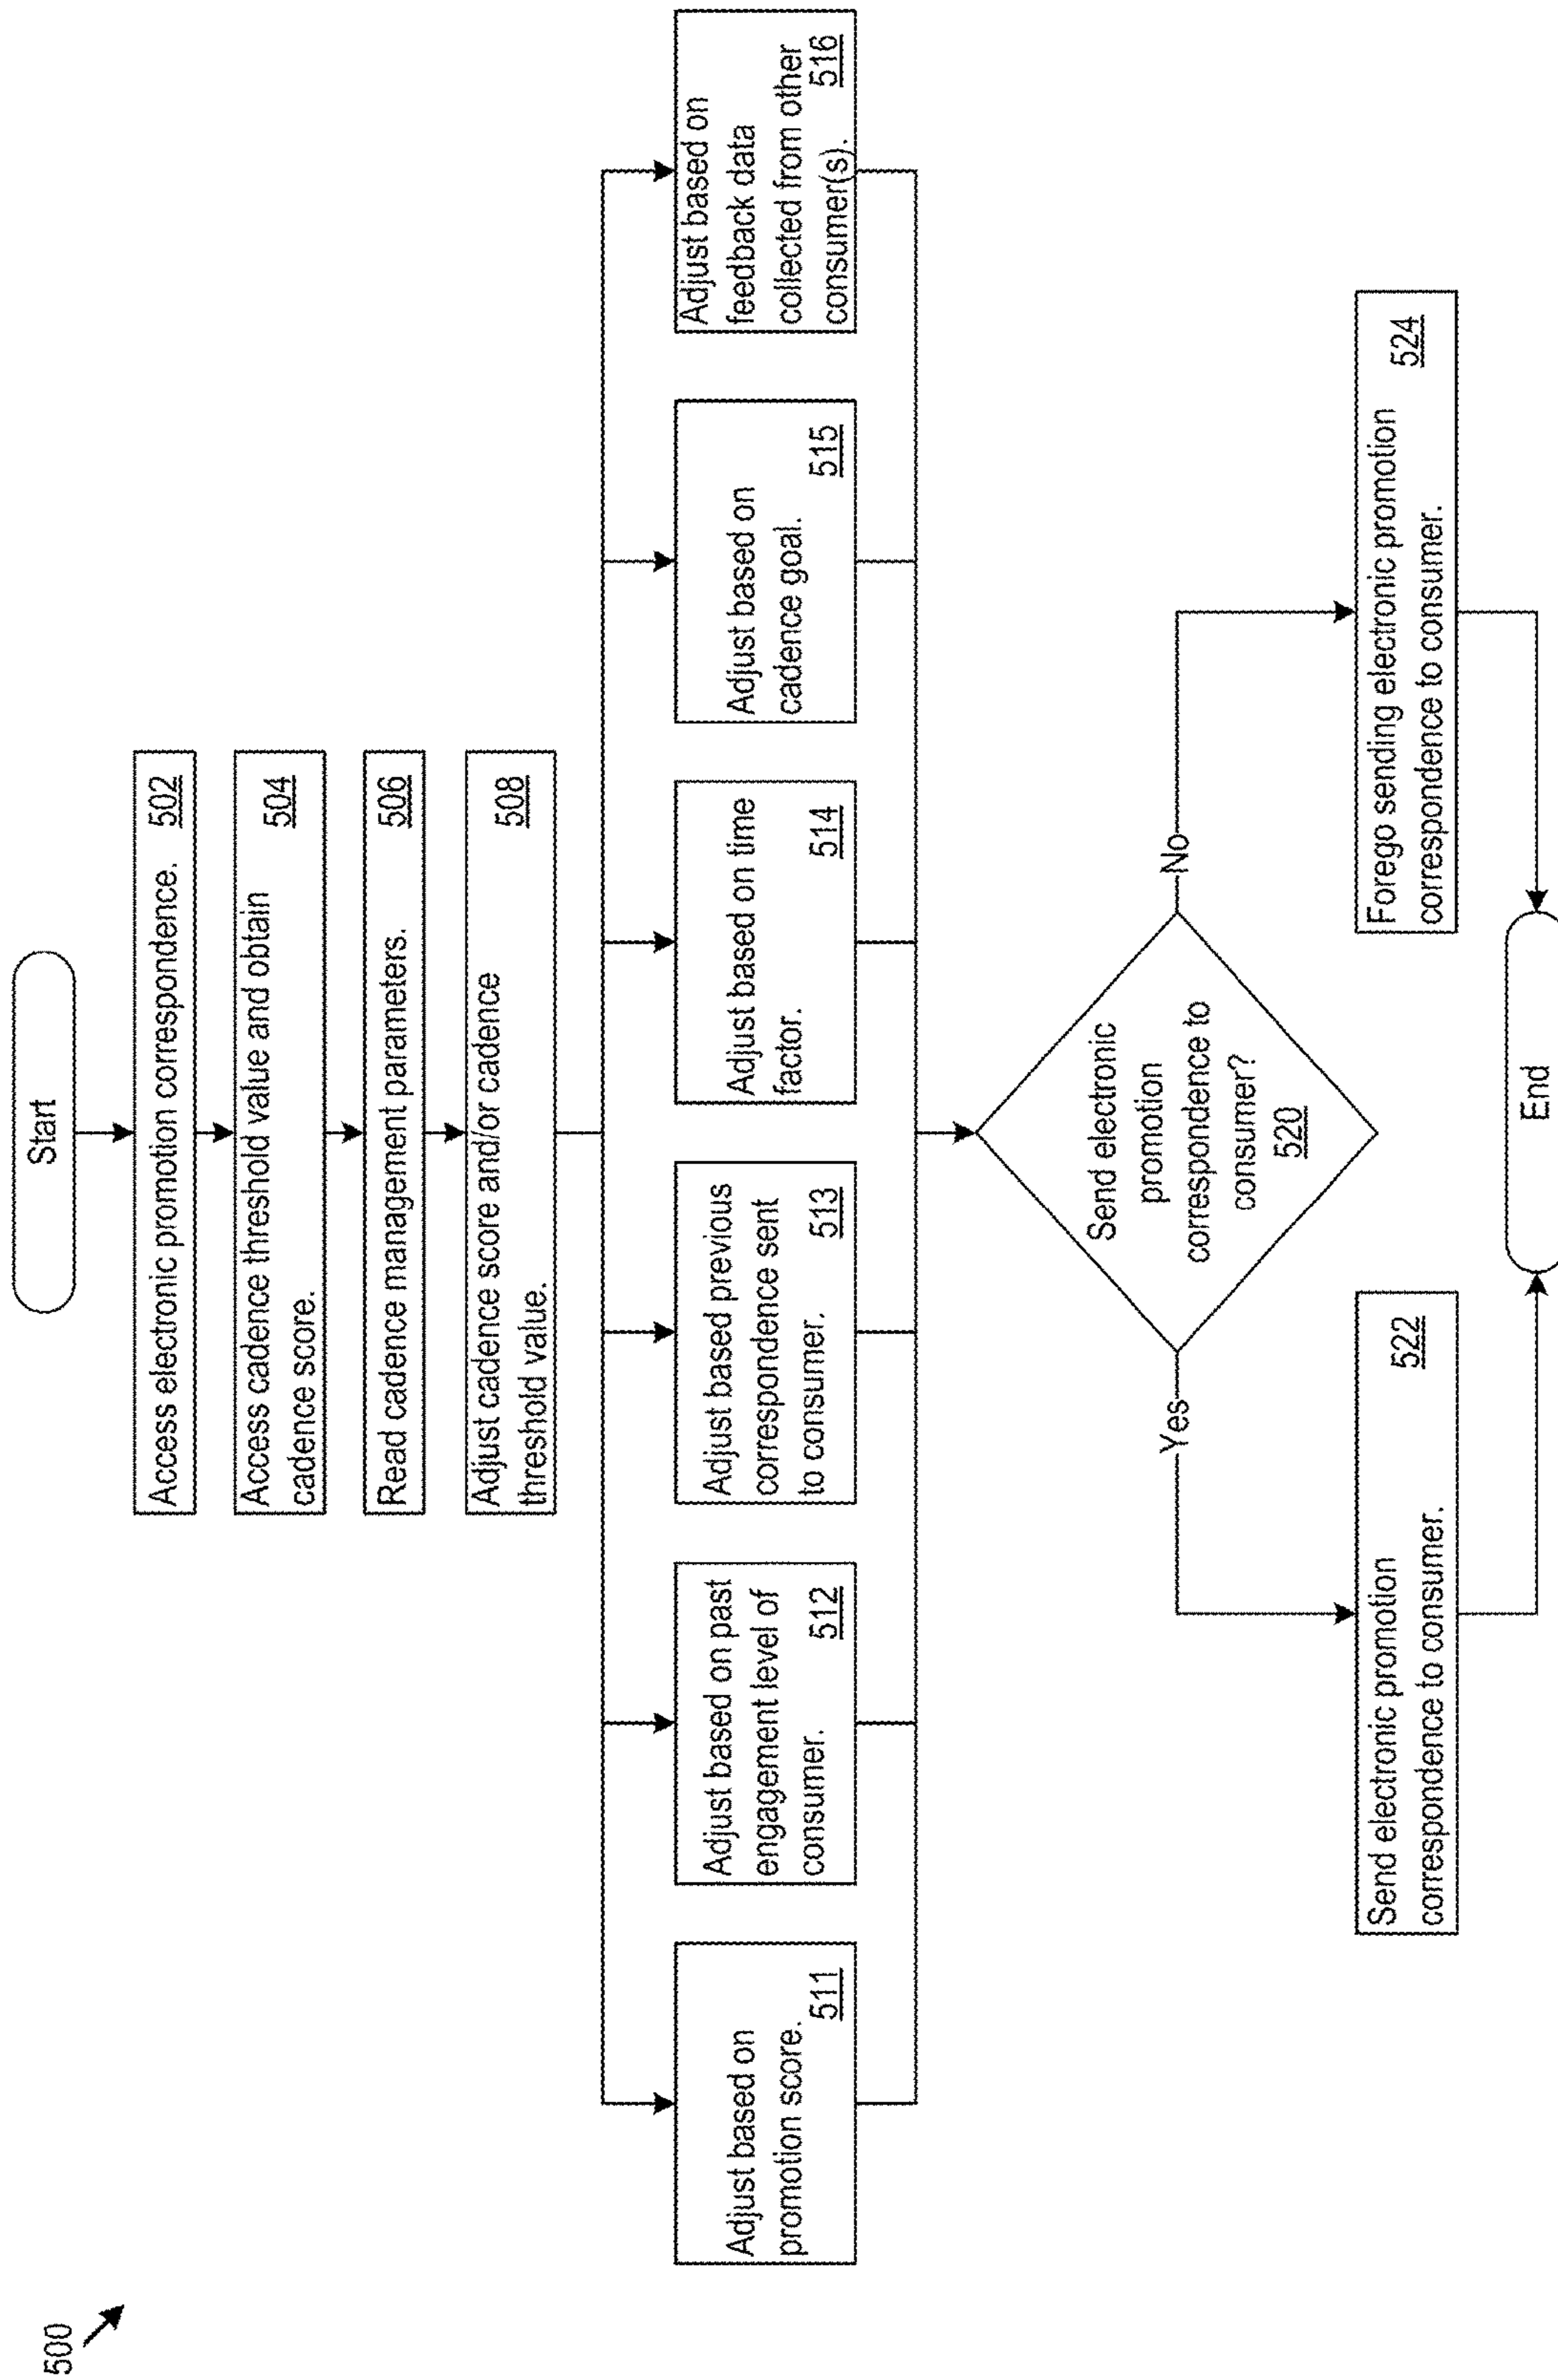 500
Start
Access electronic promotion correspondence. 502
Access cadence threshold value and obtain
cadence score. 504
Read cadence management parameters. 506
Adjust cadence score and/or cadence
threshold value. 508
Adjust based on
promotion score.
511
Adjust based on past
engagement level of
consumer. 512
Adjust based previous
correspondence sent
to consumer. 513
Adjust based on time
factor. 514
Adjust based on
cadence goal.
515
Adjust based on
feedback data
collected from other
consumer(s). 516
Send electronic
promotion
correspondence to
consumer?
520
Yes
No
Send electronic promotion
correspondence to consumer.
522
Forego sending electronic promotion
correspondence to consumer.
524
End